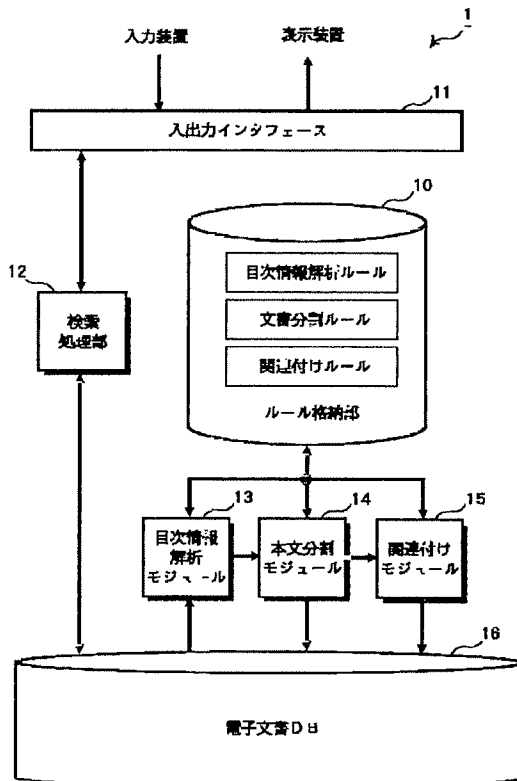 入力装置
表示装置
1
11
入出力インタフェース
10
目次情報解析ルール
文書分割ルール
関連付けルール
ルール格納部
12
検索
処理部
13
目次情報
解析
モジュール
14
本文分割
モジュール
15
関連付け
モジュール
16
電子文書DB